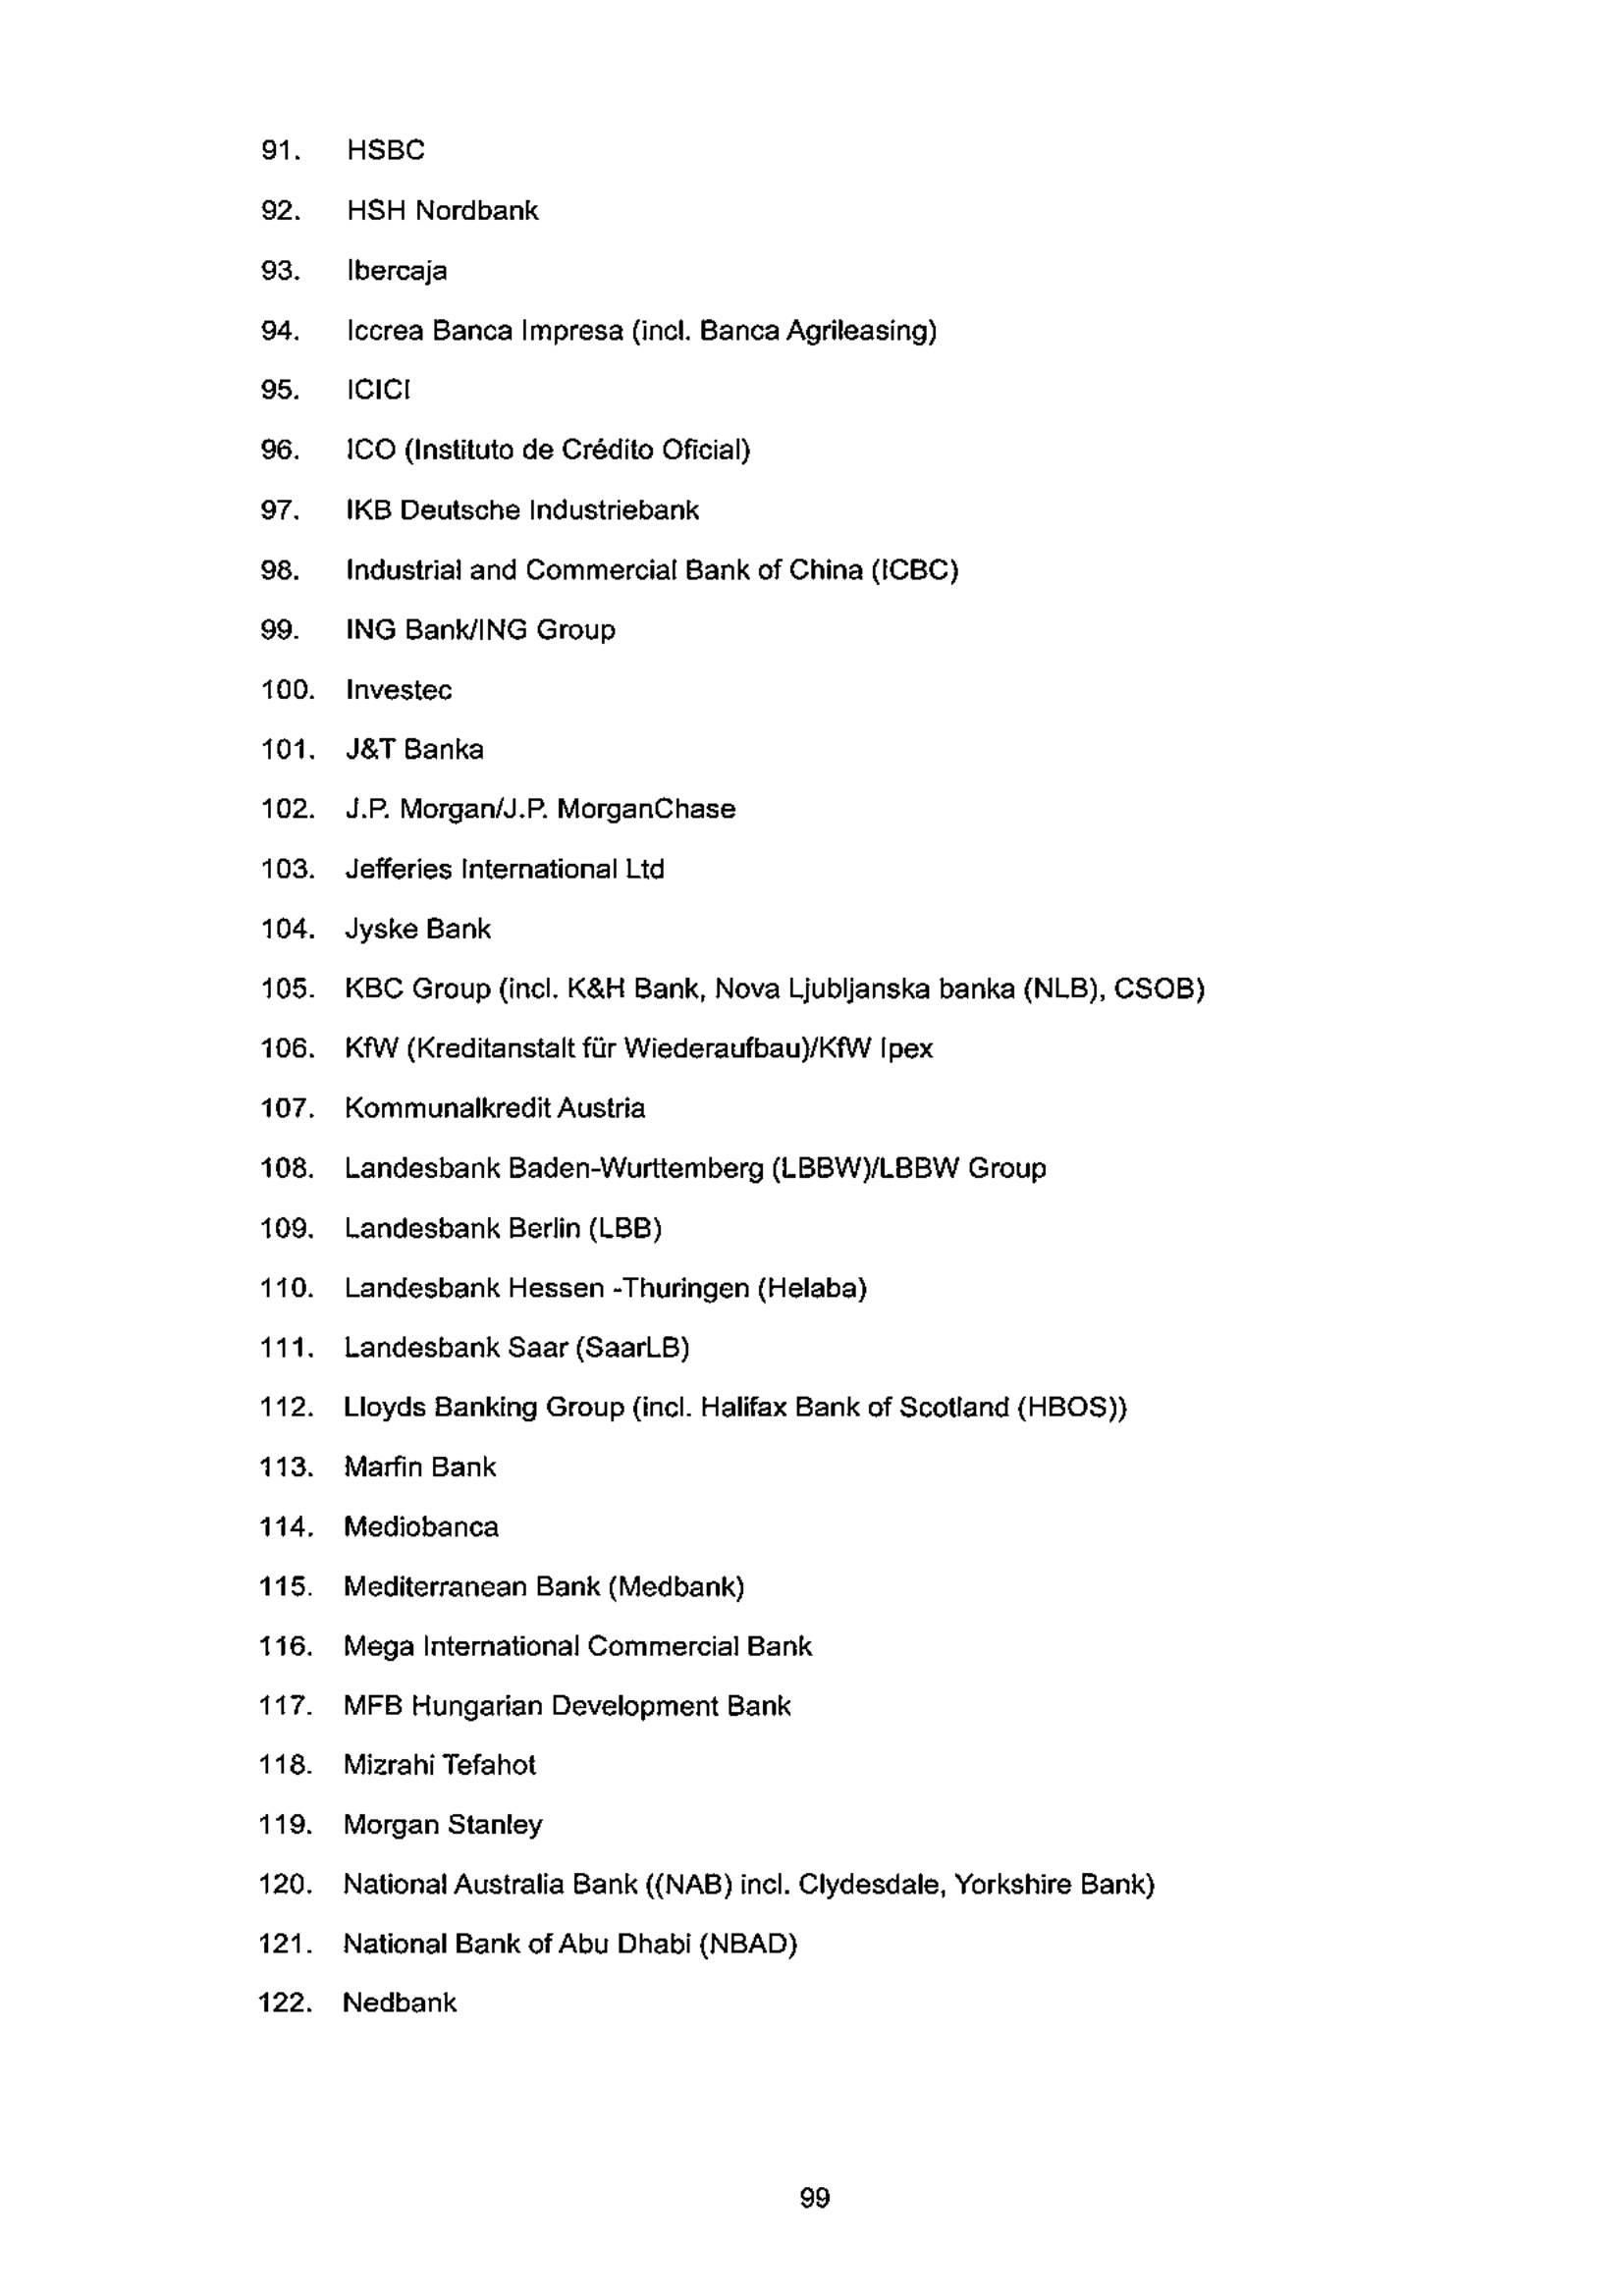 91. HSBC
92. HSH Nordbank
93. Ibercaja
94. Iccrea Banca Impresa (incl. Banca Agrileasing)
95. ICICI
96. ICO (Instituto de Crédito Oficial)
97. IKB Deutsche Industriebank
98. Industrial and Commercial Bank of China (ICBC)
99. ING Bank/ING Group
100. Investec
101. J&T Banka
102. J.P. Morgan/J.P. MorganChase
103. Jefferies International Ltd
104. Jyske Bank
105. KBC Group (incl. K&H Bank, Nova Ljubljanska banka (NLB), CSOB)
106. KfW (Kreditanstalt für Wiederaufbau)/KfW Ipex
107. Kommunalkredit Austria
108. Landesbank Baden-Wurttemberg (LBBW)/LBBW Group
109. Landesbank Berlin (LBB)
110. Landesbank Hessen -Thuringen (Helaba)
111. Landesbank Saar (SaarLB)
112. Lloyds Banking Group (incl. Halifax Bank of Scotland (HBOS))
113. Marfin Bank
114. Mediobanca
115. Mediterranean Bank (Medbank)
116. Mega International Commercial Bank
117. MFB Hungarian Development Bank
118. Mizrahi Tefahot
119. Morgan Stanley
120. National Australia Bank ((NAB) incl. Clydesdale, Yorkshire Bank)
121. National Bank of Abu Dhabi (NBAD)
122. Nedbank
99